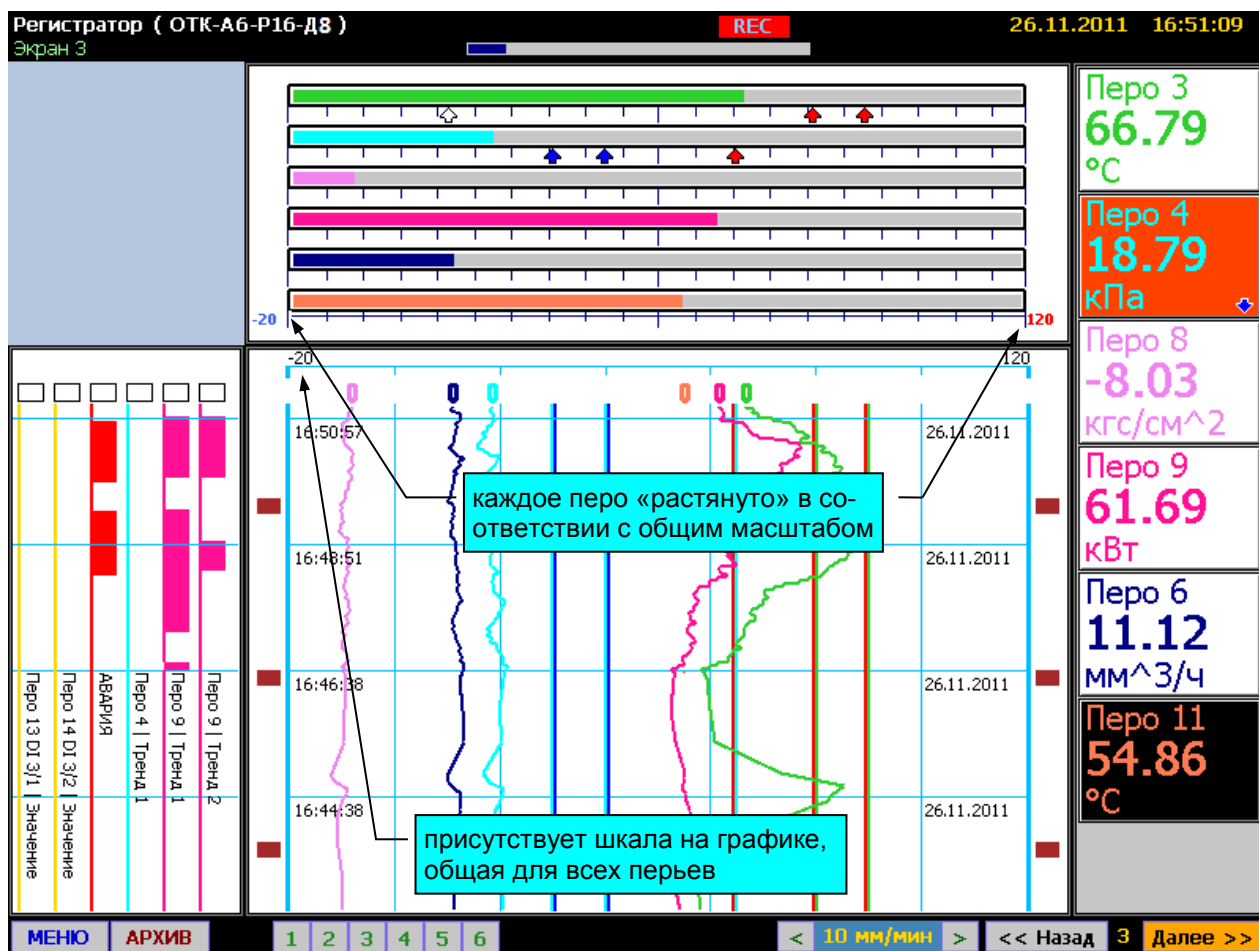 Регистратор ( ОТК-А6-Р16-Д8 )
REC
26.11.2011 16:51:09
Экран 3
-20
120
Перо 3
66.79
°C
Перо 4
18.79
кПа
Перо 8
-8.03
кгс/см^2
Перо 9
61.69
кВт
Перо 6
11.12
мм^3/ч
Перо 11
54.86
°C
-20
120
16:50:57
26.11.2011
каждое перо «растянуто» в со-
ответствии с общим масштабом
16:48:51
26.11.2011
16:46:38
26.11.2011
16:44:38
26.11.2011
присутствует шкала на графике,
общая для всех перьев
Перо 13 DI 3/1 | Значение
Перо 14 DI 3/2 | Значение
АВАРИЯ
Перо 4 | Тренд 1
Перо 9 | Тренд 1
Перо 9 | Тренд 2
МЕНЮ
АРХИВ
1 2 3 4 5 6
< 10 мм/мин >
<< Назад 3 Далее >>